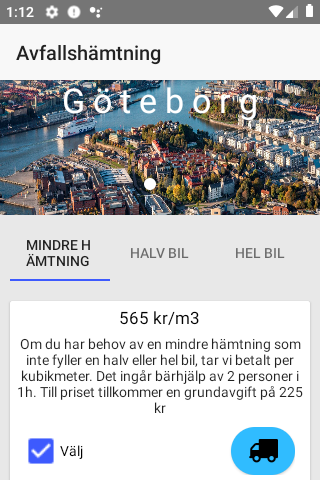 1:12
Avfallshämtning
Göteborg
MINDRE H
ÄMTNING
HALV BIL
HEL BIL
565 kr/m3
Om du har behov av en mindre hämtning som
inte fyller en halv eller hel bil, tar vi betalt per
kubikmeter. Det ingår bärhjälp av 2 personer i
1h. Till priset tillkommer en grundavgift på 225
kr
Välj